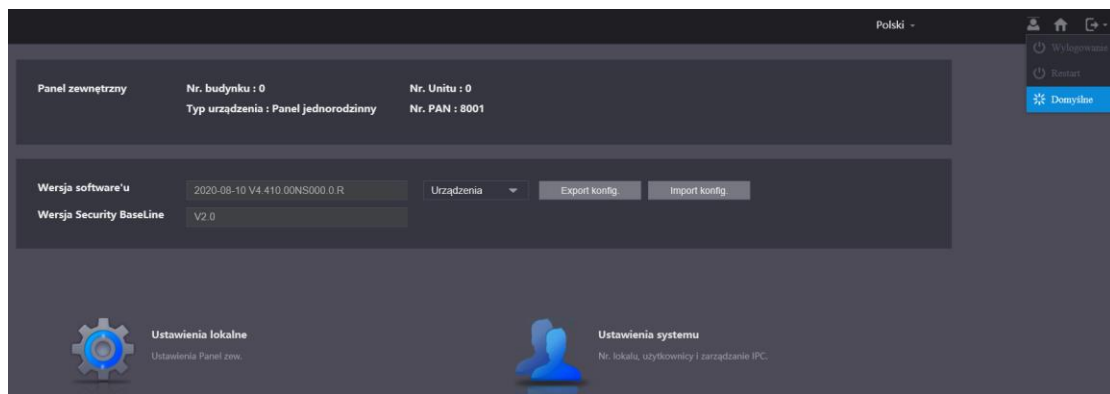 Polski
Wylogowanie
Restart
Domyślne
Panel zewnętrzny
Nr. budynku : 0
Nr. Unitu : 0
Typ urządzenia : Panel jednorodzinny
Nr. PAN : 8001
Wersja software'u
2020-08-10 V4.410.00NS000.0.R
Urządzenia
Export konfig.
Import konfig.
Wersja Security BaseLine
V2.0
Ustawienia lokalne
Ustawienia Panel zew.
Ustawienia systemu
Nr. lokalu, użytkownicy i zarządzanie IPC.